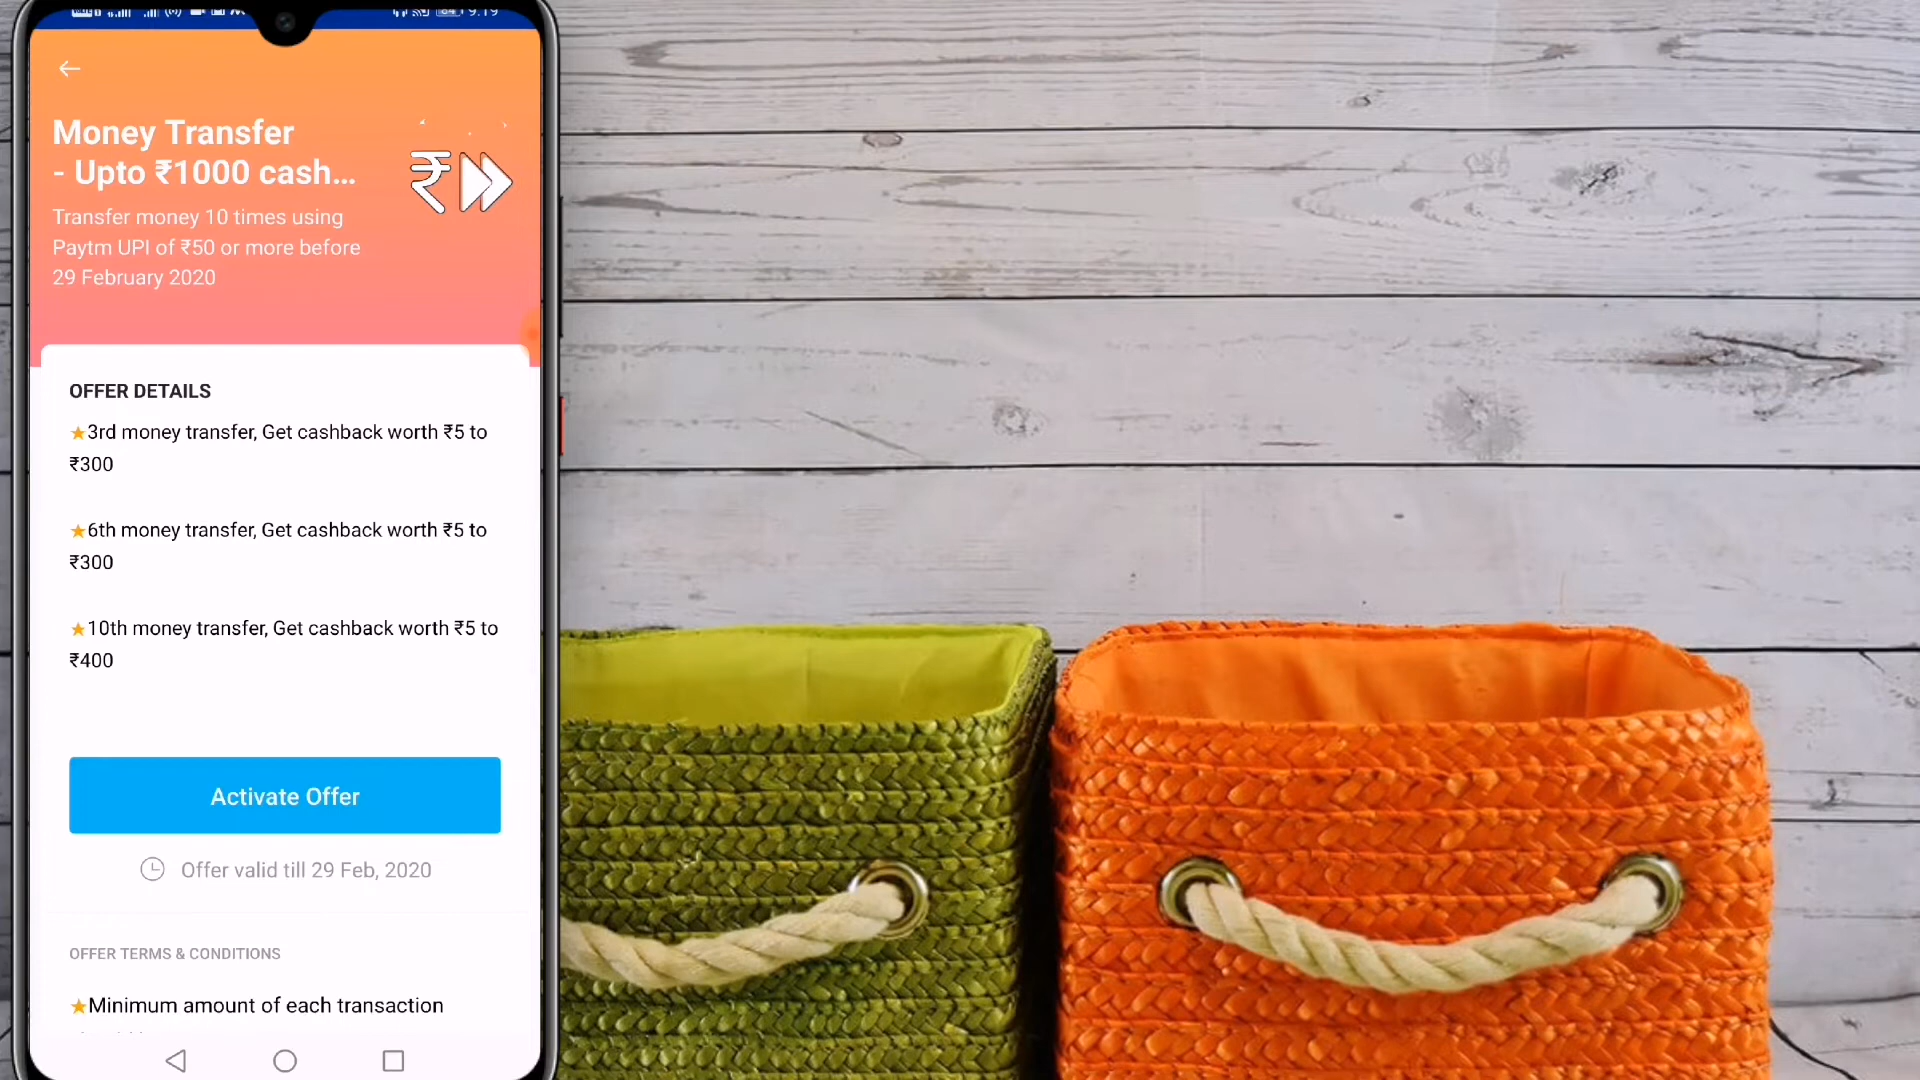 9:19
Money Transfer
- Upto ₹1000 cash...
Transfer money 10 times using
Paytm UPI of ₹50 or more before
29 February 2020
OFFER DETAILS
★3rd money transfer, Get cashback worth ₹5 to
₹300
★6th money transfer, Get cashback worth ₹5 to
₹300
★10th money transfer, Get cashback worth ₹5 to
₹400
Activate Offer
Offer valid till 29 Feb, 2020
OFFER TERMS & CONDITIONS
★Minimum amount of each transaction